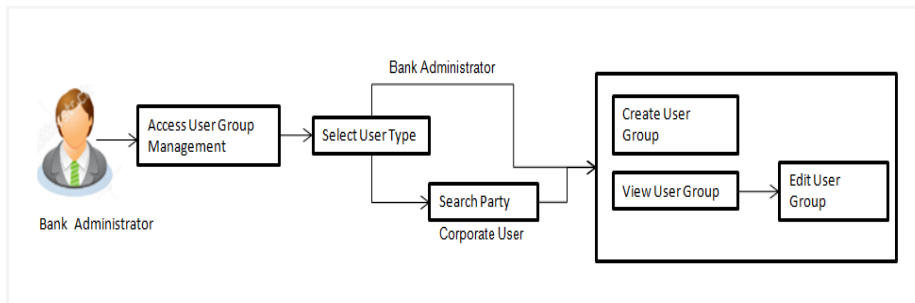 Bank Administrator
Access User Group
Management
Select User Type
Bank Administrator
Search Party
Corporate User
Create User
Group
View User Group
Edit User
Group